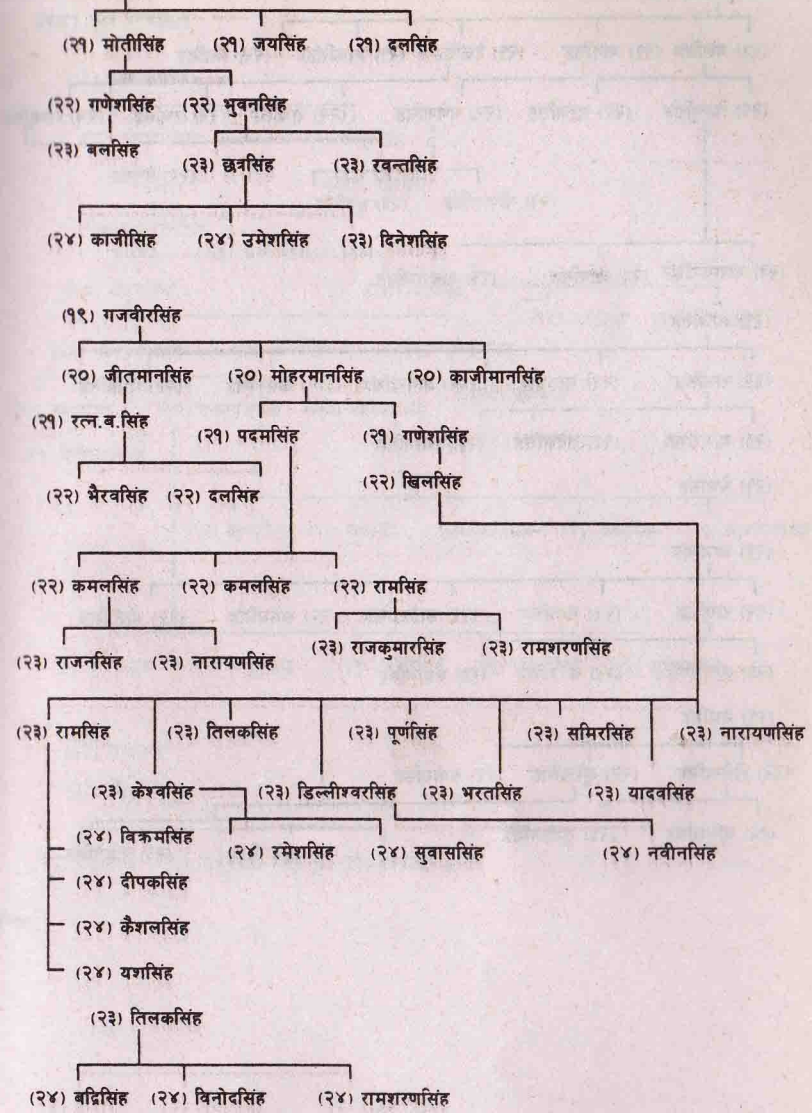 (२१) मोतीसिंह (२१) जयसिंह (२१) दलसिंह
(२२) गणेशसिंह (२२) भुवनसिंह
(२३) बलसिंह (२३) छत्रसिंह (२३) रवन्तसिंह
(२४) काजीसिंह (२४) उमेशसिंह (२३) दिनेशसिंह
(१९) गजवीरसिंह
(२०) जीतमानसिंह (२०) मोहरमानसिंह (२०) काजीमानसिंह
(२१) रत्न.ब.सिंह (२१) पदमसिंह (२१) गणेशसिंह
(२२) भैरवसिंह (२२) दलसिंह (२२) खिलसिंह
(२२) कमलसिंह (२२) कमलसिंह (२२) रामसिंह
(२३) राजनसिंह (२३) नारायणसिंह (२३) राजकुमारसिंह (२३) रामशरणसिंह
(२३) रामसिंह (२३) तिलकसिंह (२३) पूर्णसिंह (२३) समिरसिंह (२३) नारायणसिंह
(२३) केश्वसिंह (२३) डिल्लीश्वरसिंह (२३) भरतसिंह (२३) यादवसिंह
(२४) विक्रमसिंह (२४) रमेशसिंह (२४) सुवाससिंह (२४) नवीनसिंह
(२४) दीपकसिंह
(२४) कैशलसिंह
(२४) यशसिंह
(२३) तिलकसिंह
(२४) बद्रिसिंह (२४) विनोदसिंह (२४) रामशरणसिंह